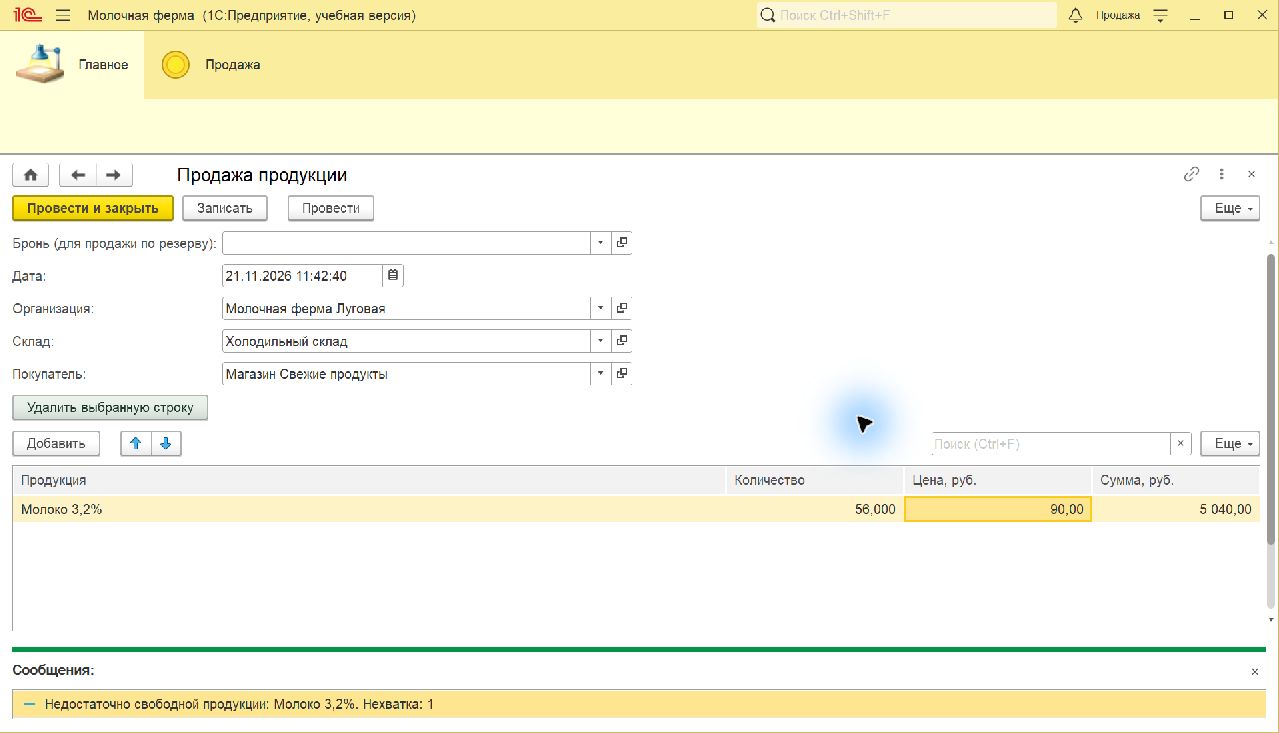 1С Молочная ферма (1С:Предприятие, учебная версия) Поиск Ctrl+Shift+F Продажа
Главное Продажа
Продажа продукции
Провести и закрыть Записать Провести Еще
Бронь (для продажи по резерву):
Дата: 21.11.2026 11:42:40
Организация: Молочная ферма Луговая
Склад: Холодильный склад
Покупатель: Магазин Свежие продукты
Удалить выбранную строку
Добавить Поиск (Ctrl+F) Еще
Продукция Количество Цена, руб. Сумма, руб.
Молоко 3,2% 56,000 90,00 5 040,00
Сообщения:
Недостаточно свободной продукции: Молоко 3,2%. Нехватка: 1